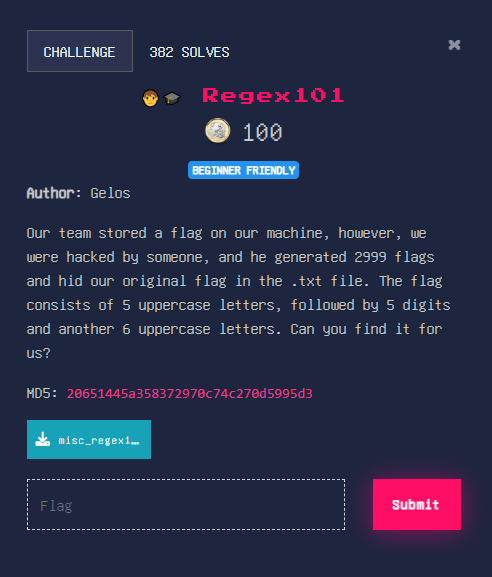 CHALLENGE 382 SOLVES
Regex101
100
BEGINNER FRIENDLY
Author: Gelos
Our team stored a flag on our machine, however, we
were hacked by someone, and he generated 2999 flags
and hid our original flag in the .txt file. The flag
consists of 5 uppercase letters, followed by 5 digits
and another 6 uppercase letters. Can you find it for
us?
MD5: 20651445a358372970c74c270d5995d3
misc_regex1…
Flag
Submit